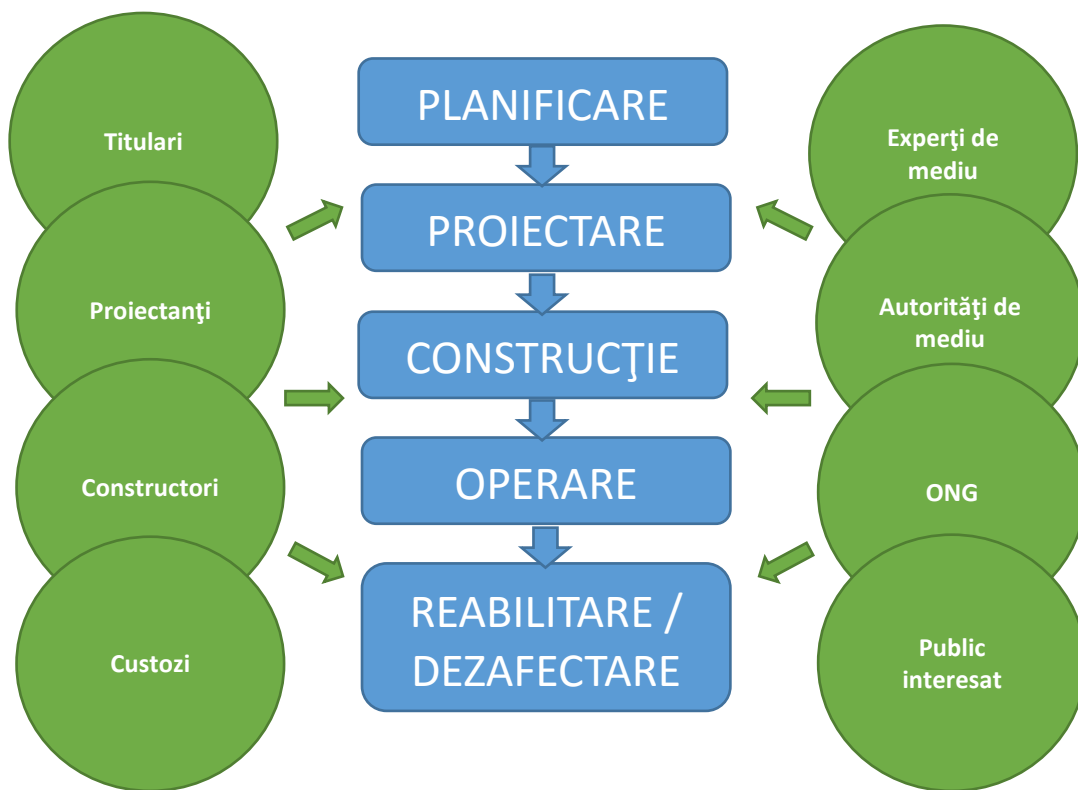 Titulari
Proiectanţi
Constructori
Custozi
PLANIFICARE
PROIECTARE
CONSTRUCŢIE
OPERARE
REABILITARE /
DEZAFECTARE
Experţi de
mediu
Autorităţi de
mediu
ONG
Public
interesat